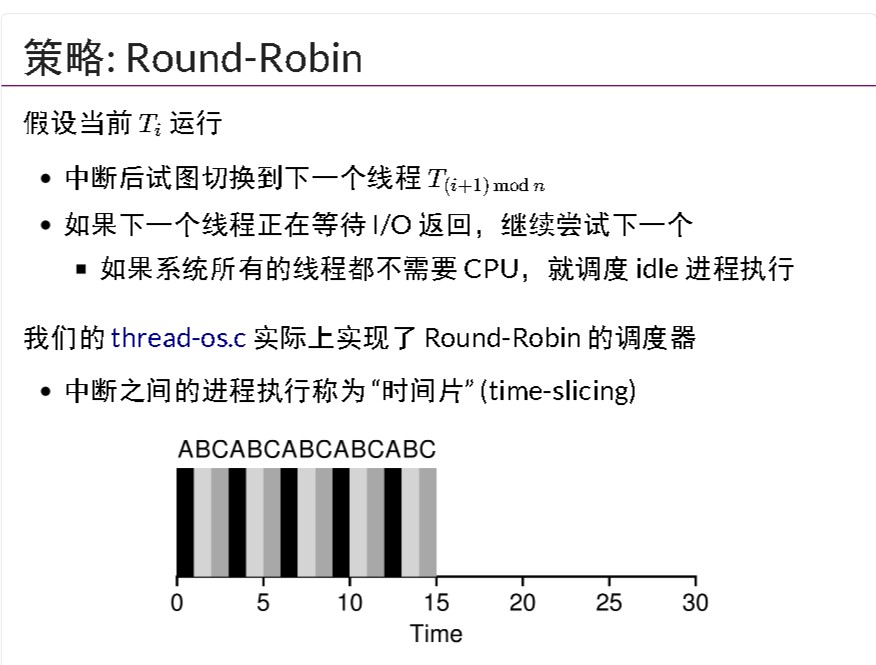 策略: Round-Robin
假设当前 Tᵢ 运行
• 中断后试图切换到下一个线程 T₍ᵢ₊₁₎ mod n
• 如果下一个线程正在等待 I/O 返回，继续尝试下一个
▪ 如果系统所有的线程都不需要 CPU，就调度 idle 进程执行
我们的 thread-os.c 实际上实现了 Round-Robin 的调度器
• 中断之间的进程执行称为 “时间片” (time-slicing)
ABCABCABCABCABC
0 5 10 15 20 25 30
Time